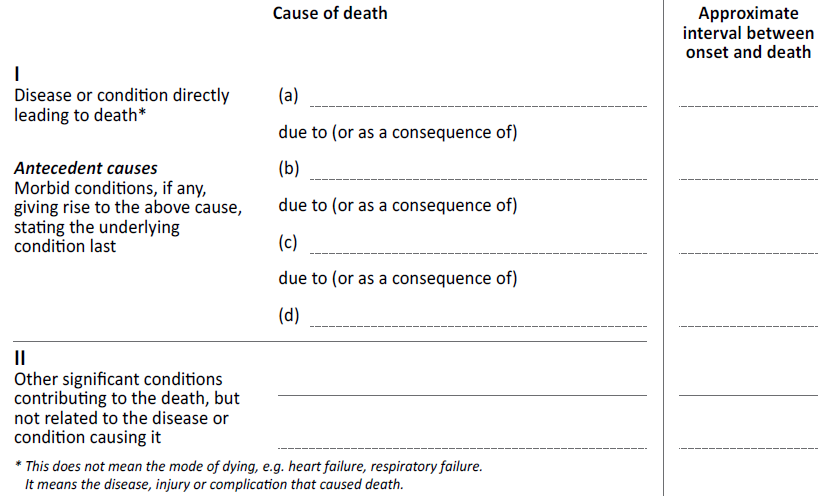 Cause of death
Approximate
interval between
onset and death
I
Disease or condition directly
leading to death*
(a)
due to (or as a consequence of)
Antecedent causes
Morbid conditions, if any,
giving rise to the above cause,
stating the underlying
condition last
(b)
due to (or as a consequence of)
(c)
due to (or as a consequence of)
(d)
II
Other significant conditions
contributing to the death, but
not related to the disease or
condition causing it
* This does not mean the mode of dying, e.g. heart failure, respiratory failure.
It means the disease, injury or complication that caused death.